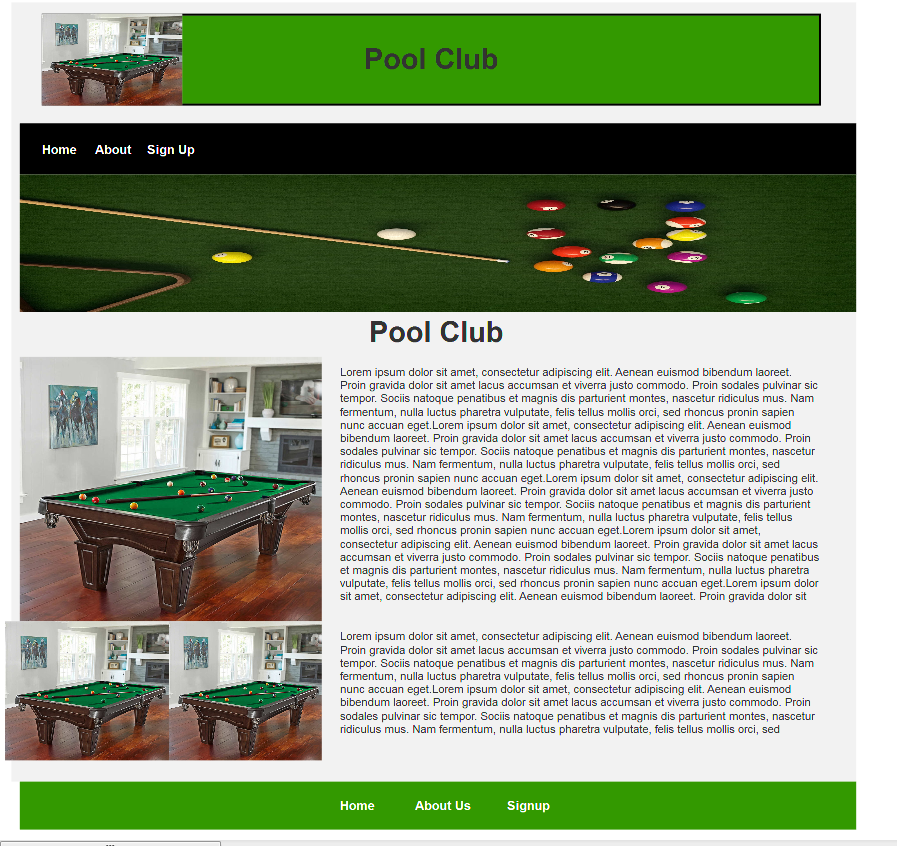 Pool Club
Home About Sign Up
Pool Club
Lorem ipsum dolor sit amet, consectetur adipiscing elit. Aenean euismod bibendum laoreet.
Proin gravida dolor sit amet lacus accumsan et viverra justo commodo. Proin sodales pulvinar sic
tempor. Sociis natoque penatibus et magnis dis parturient montes, nascetur ridiculus mus. Nam
fermentum, nulla luctus pharetra vulputate, felis tellus mollis orci, sed rhoncus pronin sapien
nunc accuan eget.Lorem ipsum dolor sit amet, consectetur adipiscing elit. Aenean euismod
bibendum laoreet. Proin gravida dolor sit amet lacus accumsan et viverra justo commodo. Proin
sodales pulvinar sic tempor. Sociis natoque penatibus et magnis dis parturient montes, nascetur
ridiculus mus. Nam fermentum, nulla luctus pharetra vulputate, felis tellus mollis orci, sed
rhoncus pronin sapien nunc accuan eget.Lorem ipsum dolor sit amet, consectetur adipiscing elit.
Aenean euismod bibendum laoreet. Proin gravida dolor sit amet lacus accumsan et viverra justo
commodo. Proin sodales pulvinar sic tempor. Sociis natoque penatibus et magnis dis parturient
montes, nascetur ridiculus mus. Nam fermentum, nulla luctus pharetra vulputate, felis tellus
mollis orci, sed rhoncus pronin sapien nunc accuan eget.Lorem ipsum dolor sit amet,
consectetur adipiscing elit. Aenean euismod bibendum laoreet. Proin gravida dolor sit amet lacus
accumsan et viverra justo commodo. Proin sodales pulvinar sic tempor. Sociis natoque penatibus
et magnis dis parturient montes, nascetur ridiculus mus. Nam fermentum, nulla luctus pharetra
vulputate, felis tellus mollis orci, sed rhoncus pronin sapien nunc accuan eget.Lorem ipsum dolor
sit amet, consectetur adipiscing elit. Aenean euismod bibendum laoreet. Proin gravida dolor sit
Lorem ipsum dolor sit amet, consectetur adipiscing elit. Aenean euismod bibendum laoreet.
Proin gravida dolor sit amet lacus accumsan et viverra justo commodo. Proin sodales pulvinar sic
tempor. Sociis natoque penatibus et magnis dis parturient montes, nascetur ridiculus mus. Nam
fermentum, nulla luctus pharetra vulputate, felis tellus mollis orci, sed rhoncus pronin sapien
nunc accuan eget.Lorem ipsum dolor sit amet, consectetur adipiscing elit. Aenean euismod
bibendum laoreet. Proin gravida dolor sit amet lacus accumsan et viverra justo commodo. Proin
sodales pulvinar sic tempor. Sociis natoque penatibus et magnis dis parturient montes, nascetur
ridiculus mus. Nam fermentum, nulla luctus pharetra vulputate, felis tellus mollis orci, sed
Home About Us Signup